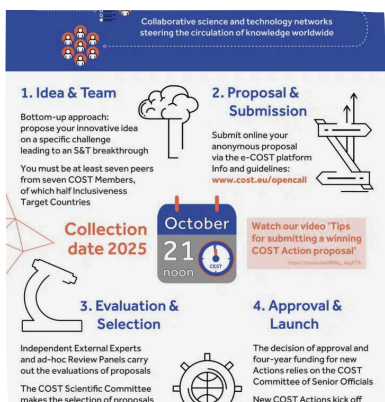 Collaborative science and technology networks
steering the circulation of knowledge worldwide
1. Idea & Team
Bottom-up approach:
propose your innovative idea
on a specific challenge
leading to an S&T breakthrough
You must be at least seven peers
from seven COST Members,
of which half Inclusiveness
Target Countries
2. Proposal &
Submission
Submit online your
anonymous proposal
via the e-COST platform
Info and guidelines:
www.cost.eu/opencall
Collection
date 2025
October
21
noon
CEST
Watch our video 'Tips
for submitting a winning
COST Action proposal'
3. Evaluation &
Selection
Independent External Experts
and ad-hoc Review Panels carry
out the evaluations of proposals
The COST Scientific Committee
makes the selection of proposals
4. Approval &
Launch
The decision of approval and
four-year funding for new
Actions relies on the COST
Committee of Senior Officials
New COST Actions kick off